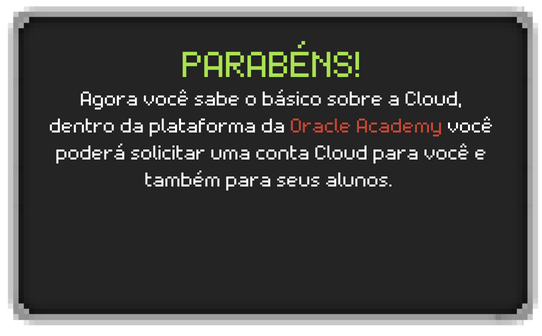 PARABÉNS!
Agora você sabe o básico sobre a Cloud,
dentro da plataforma da Oracle Academy você
poderá solicitar uma conta Cloud para você e
também para seus alunos.